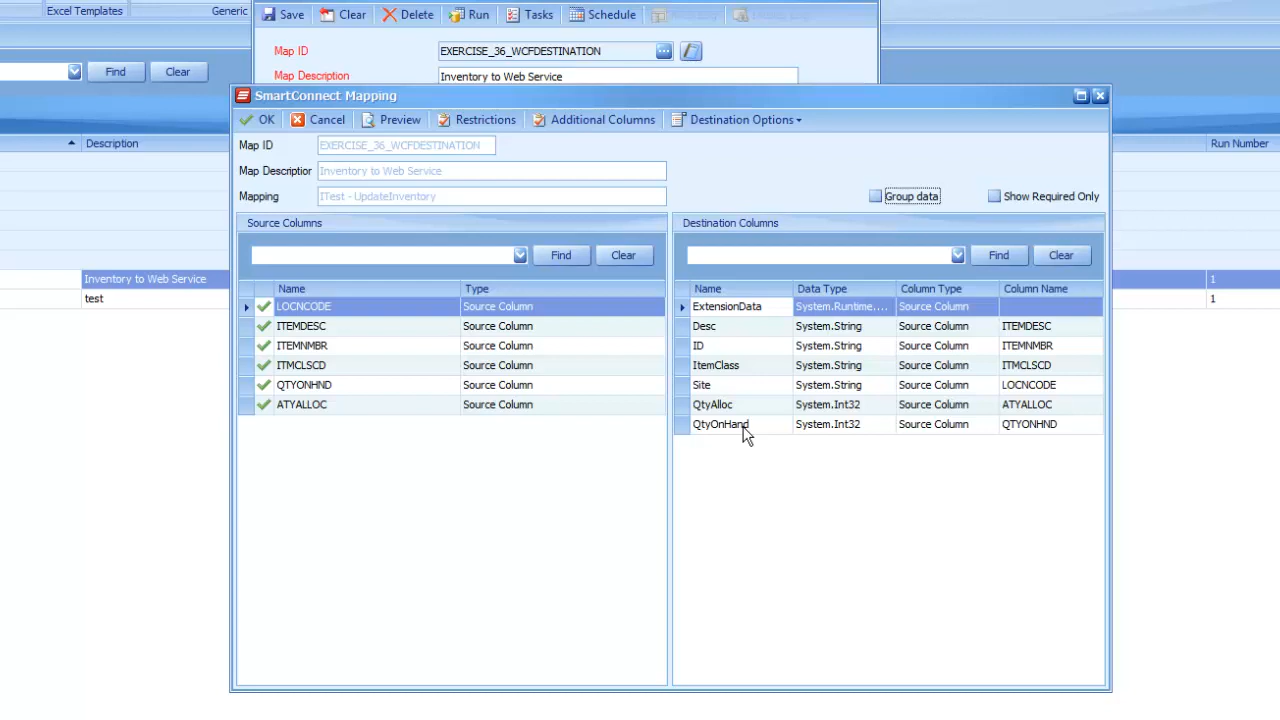 Excel Templates Generic
Save Clear Delete Run Tasks Schedule
Map ID EXERCISE_36_WCFDESTINATION
Find Clear
Map Description Inventory to Web Service
SmartConnect Mapping
OK Cancel Preview Restrictions Additional Columns Destination Options
Map ID EXERCISE_36_WCFDESTINATION
Description Run Number
Map Description Inventory to Web Service
Mapping ITest - UpdateInventory Group data Show Required Only
Source Columns Destination Columns
Find Clear Find Clear
Name Type Name Data Type Column Type Column Name
Inventory to Web Service 1
LOCNCODE Source Column ExtensionData System.Runtime.... Source Column
test 1
ITEMDESC Source Column Desc System.String Source Column ITEMDESC
ITEMNMBR Source Column ID System.String Source Column ITEMNMBR
ITMCLSCD Source Column ItemClass System.String Source Column ITMCLSCD
QTYONHND Source Column Site System.String Source Column LOCNCODE
ATYALLOC Source Column QtyAlloc System.Int32 Source Column ATYALLOC
QtyOnHand System.Int32 Source Column QTYONHND